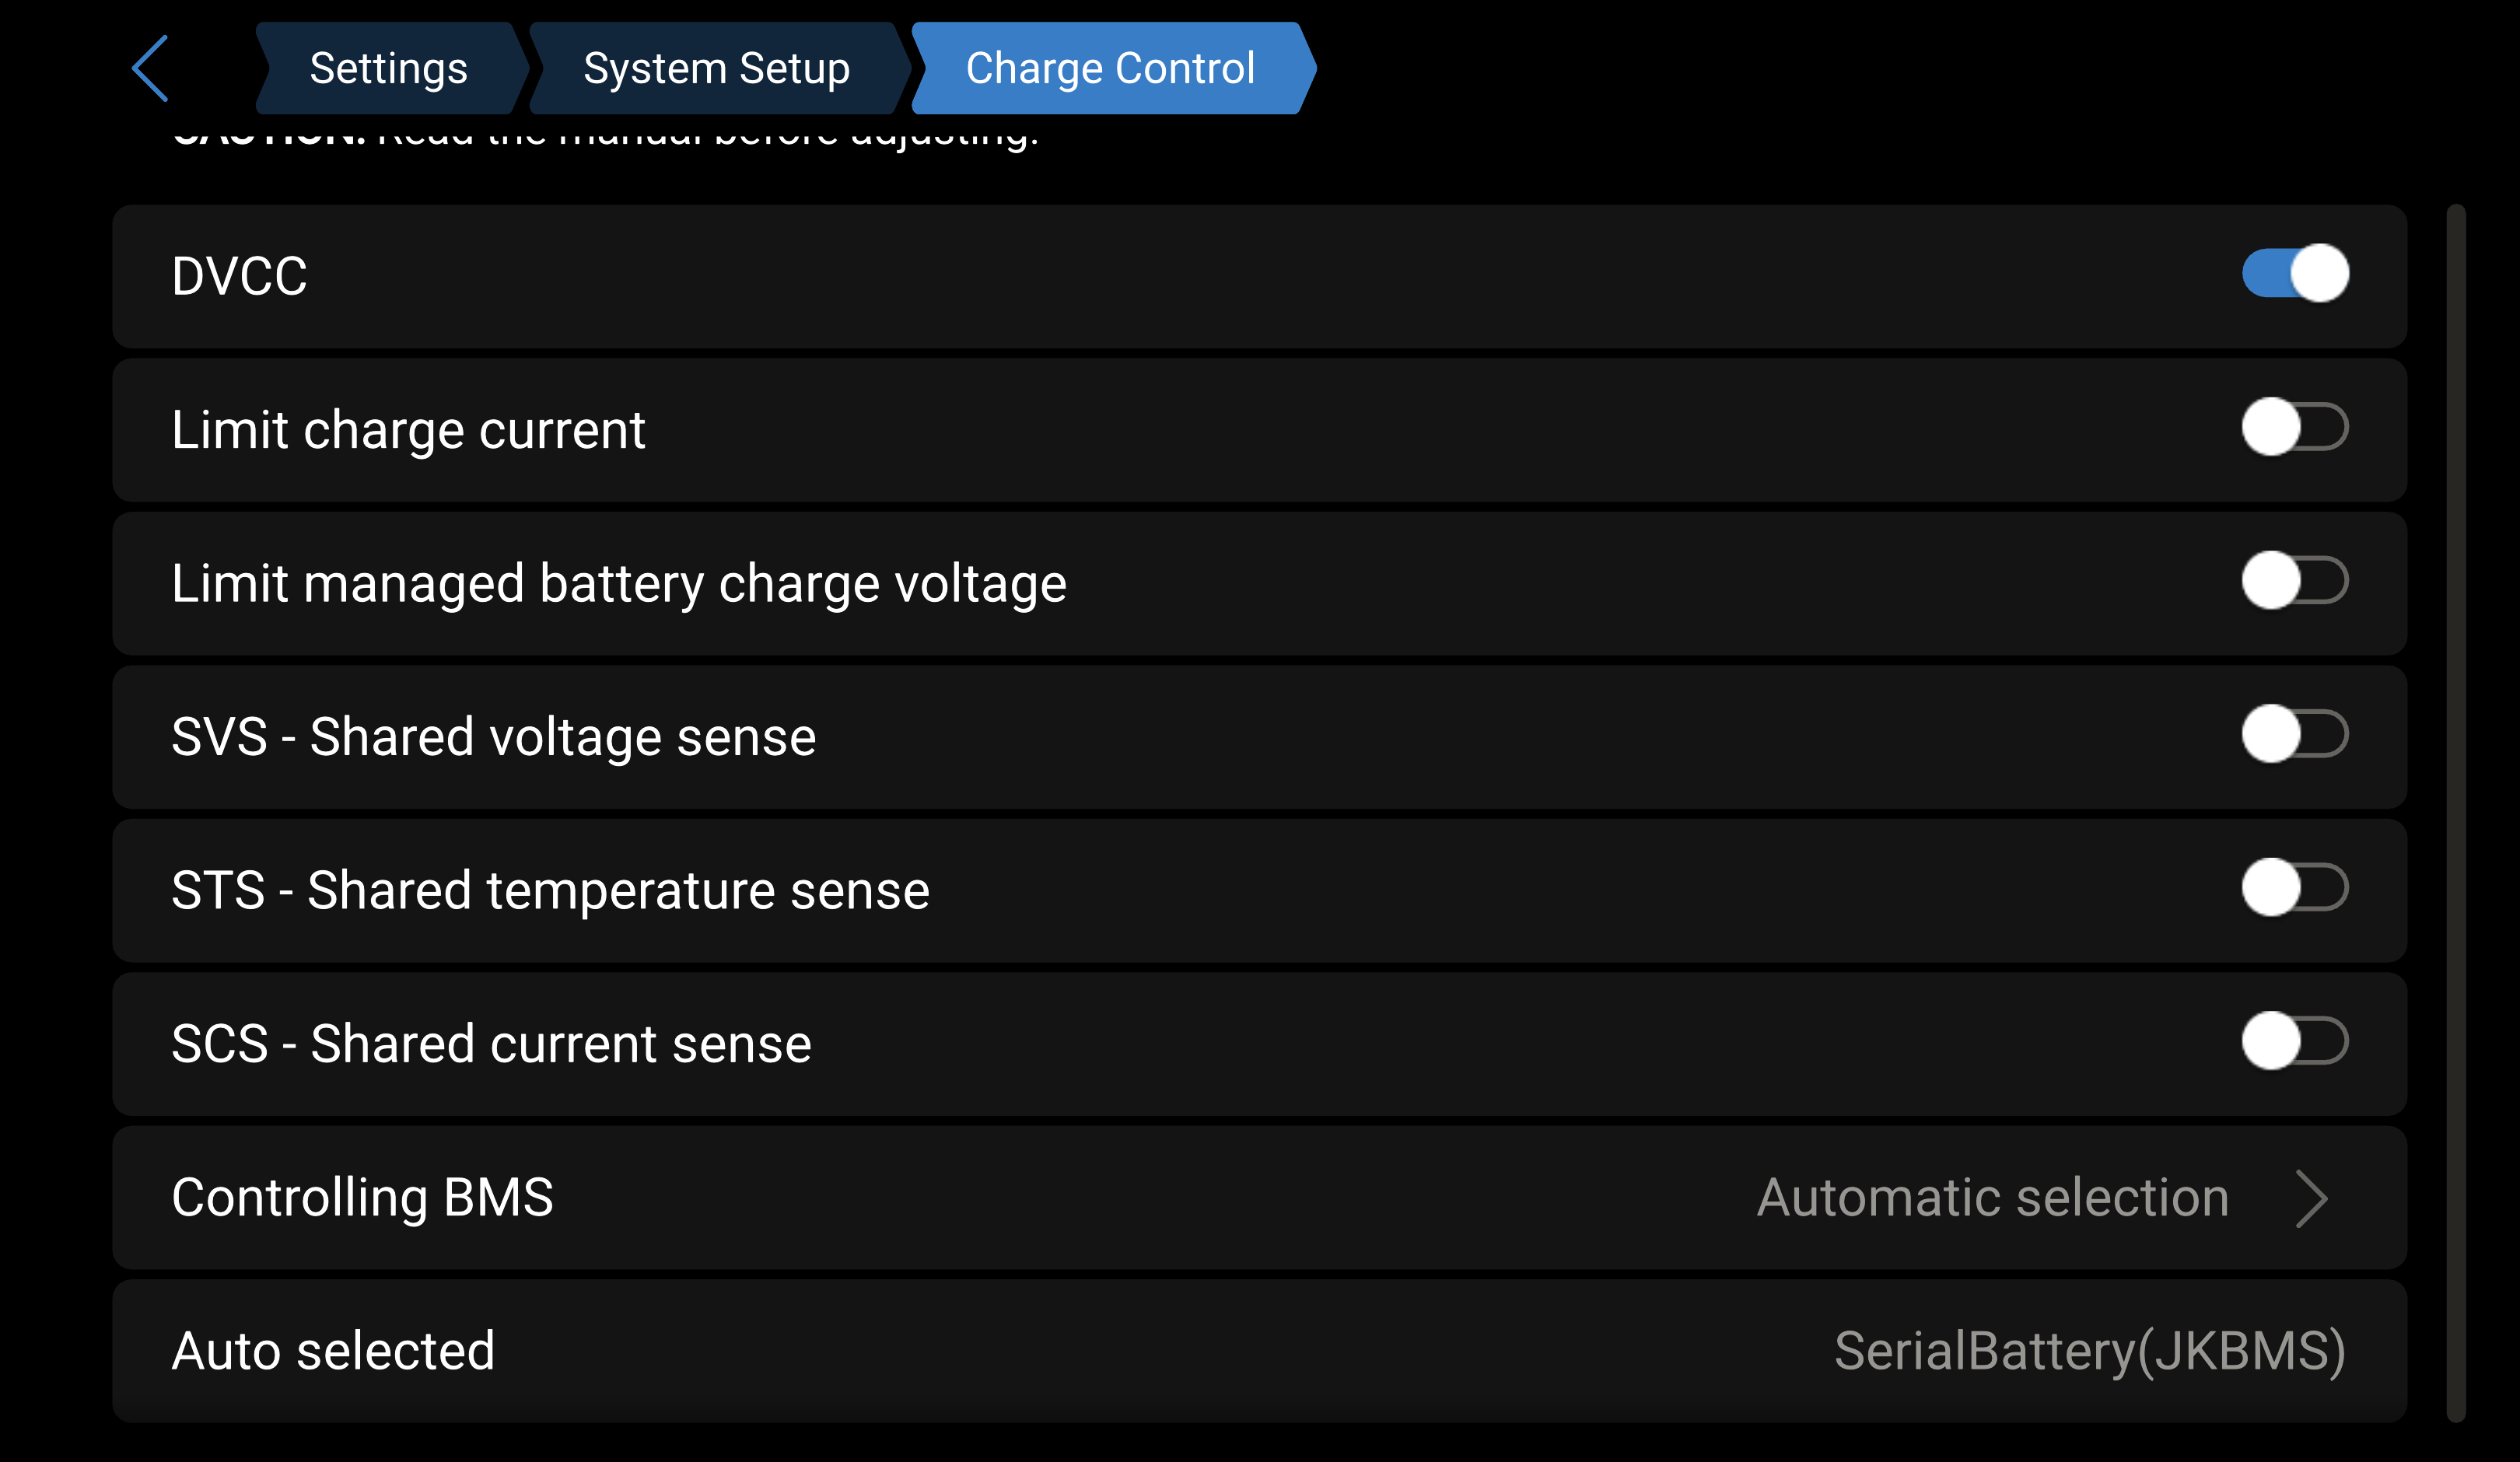 Settings
System Setup
Charge Control
CAUTION: Read the manual before adjusting.
DVCC
Limit charge current
Limit managed battery charge voltage
SVS - Shared voltage sense
STS - Shared temperature sense
SCS - Shared current sense
Controlling BMS
Automatic selection
Auto selected
SerialBattery(JKBMS)